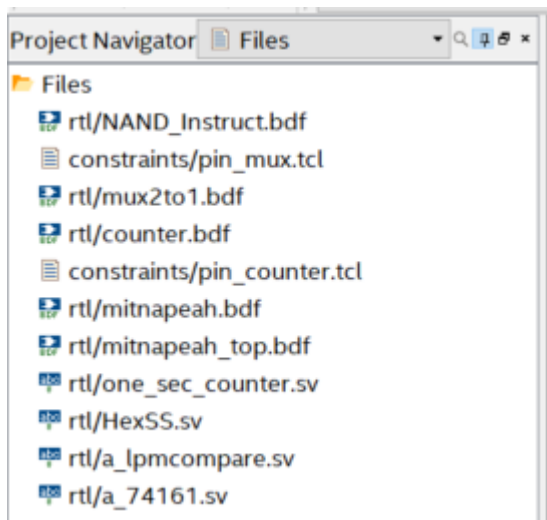 Project Navigator Files
Files
rtl/NAND_Instruct.bdf
constraints/pin_mux.tcl
rtl/mux2to1.bdf
rtl/counter.bdf
constraints/pin_counter.tcl
rtl/mitnapeah.bdf
rtl/mitnapeah_top.bdf
rtl/one_sec_counter.sv
rtl/HexSS.sv
rtl/a_lpmcompare.sv
rtl/a_74161.sv